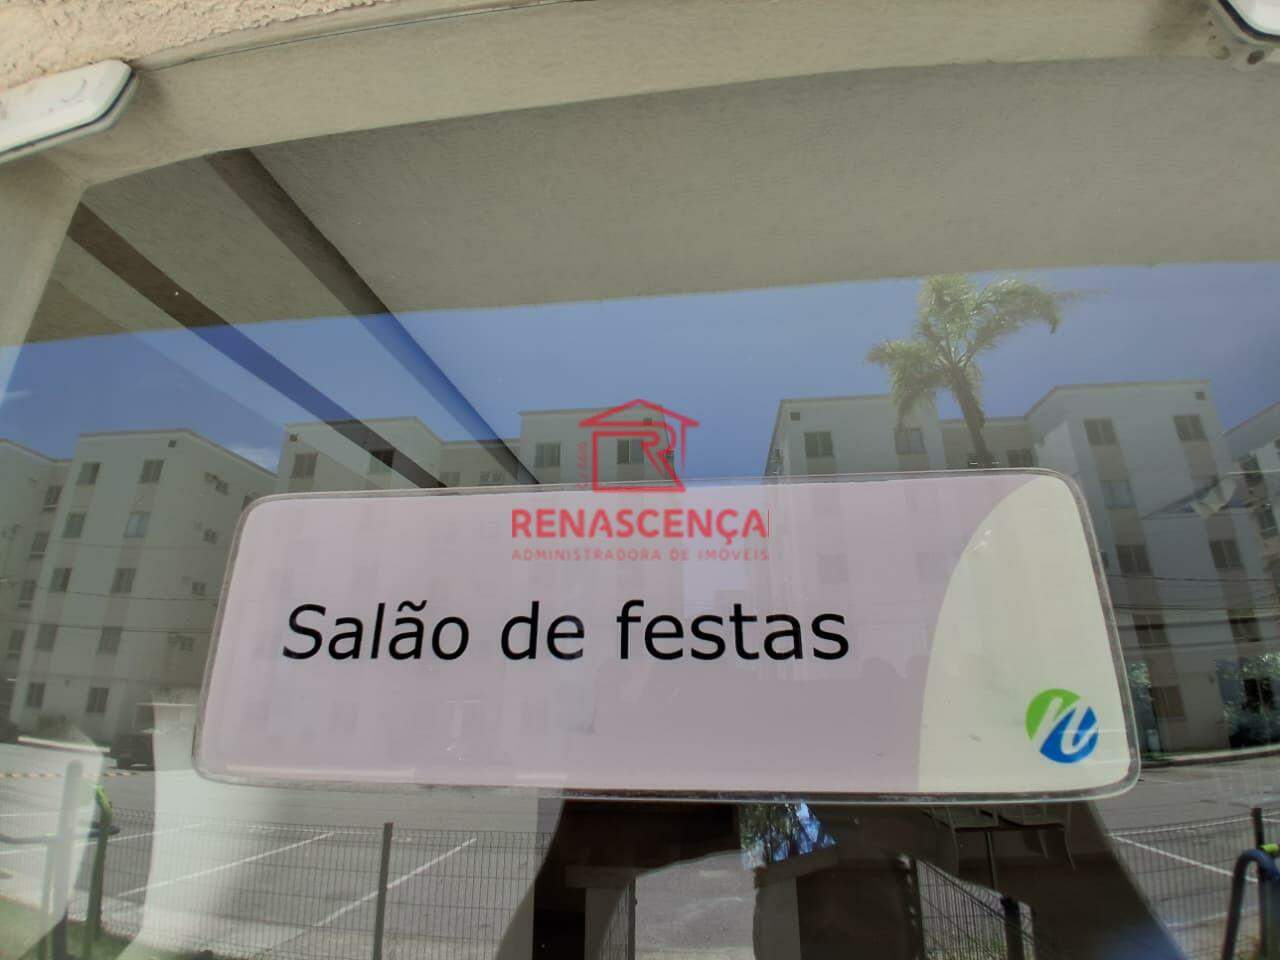 RENASCENÇA
ADMINISTRADORA DE IMÓVEIS
Salão de festas